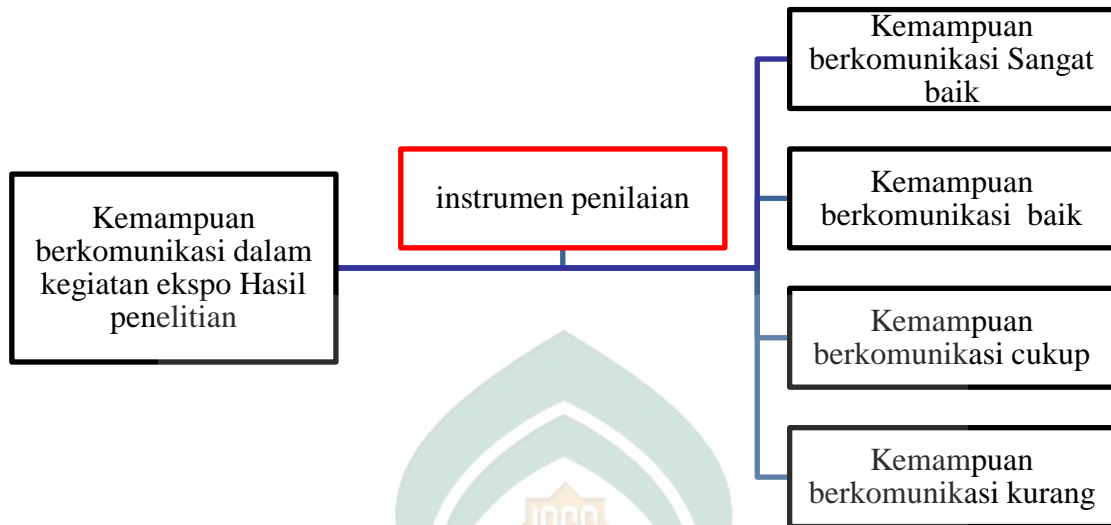 Kemampuan
berkomunikasi dalam
kegiatan ekspo Hasil
penelitian
instrumen penilaian
Kemampuan
berkomunikasi Sangat
baik
Kemampuan
berkomunikasi baik
Kemampuan
berkomunikasi cukup
Kemampuan
berkomunikasi kurang